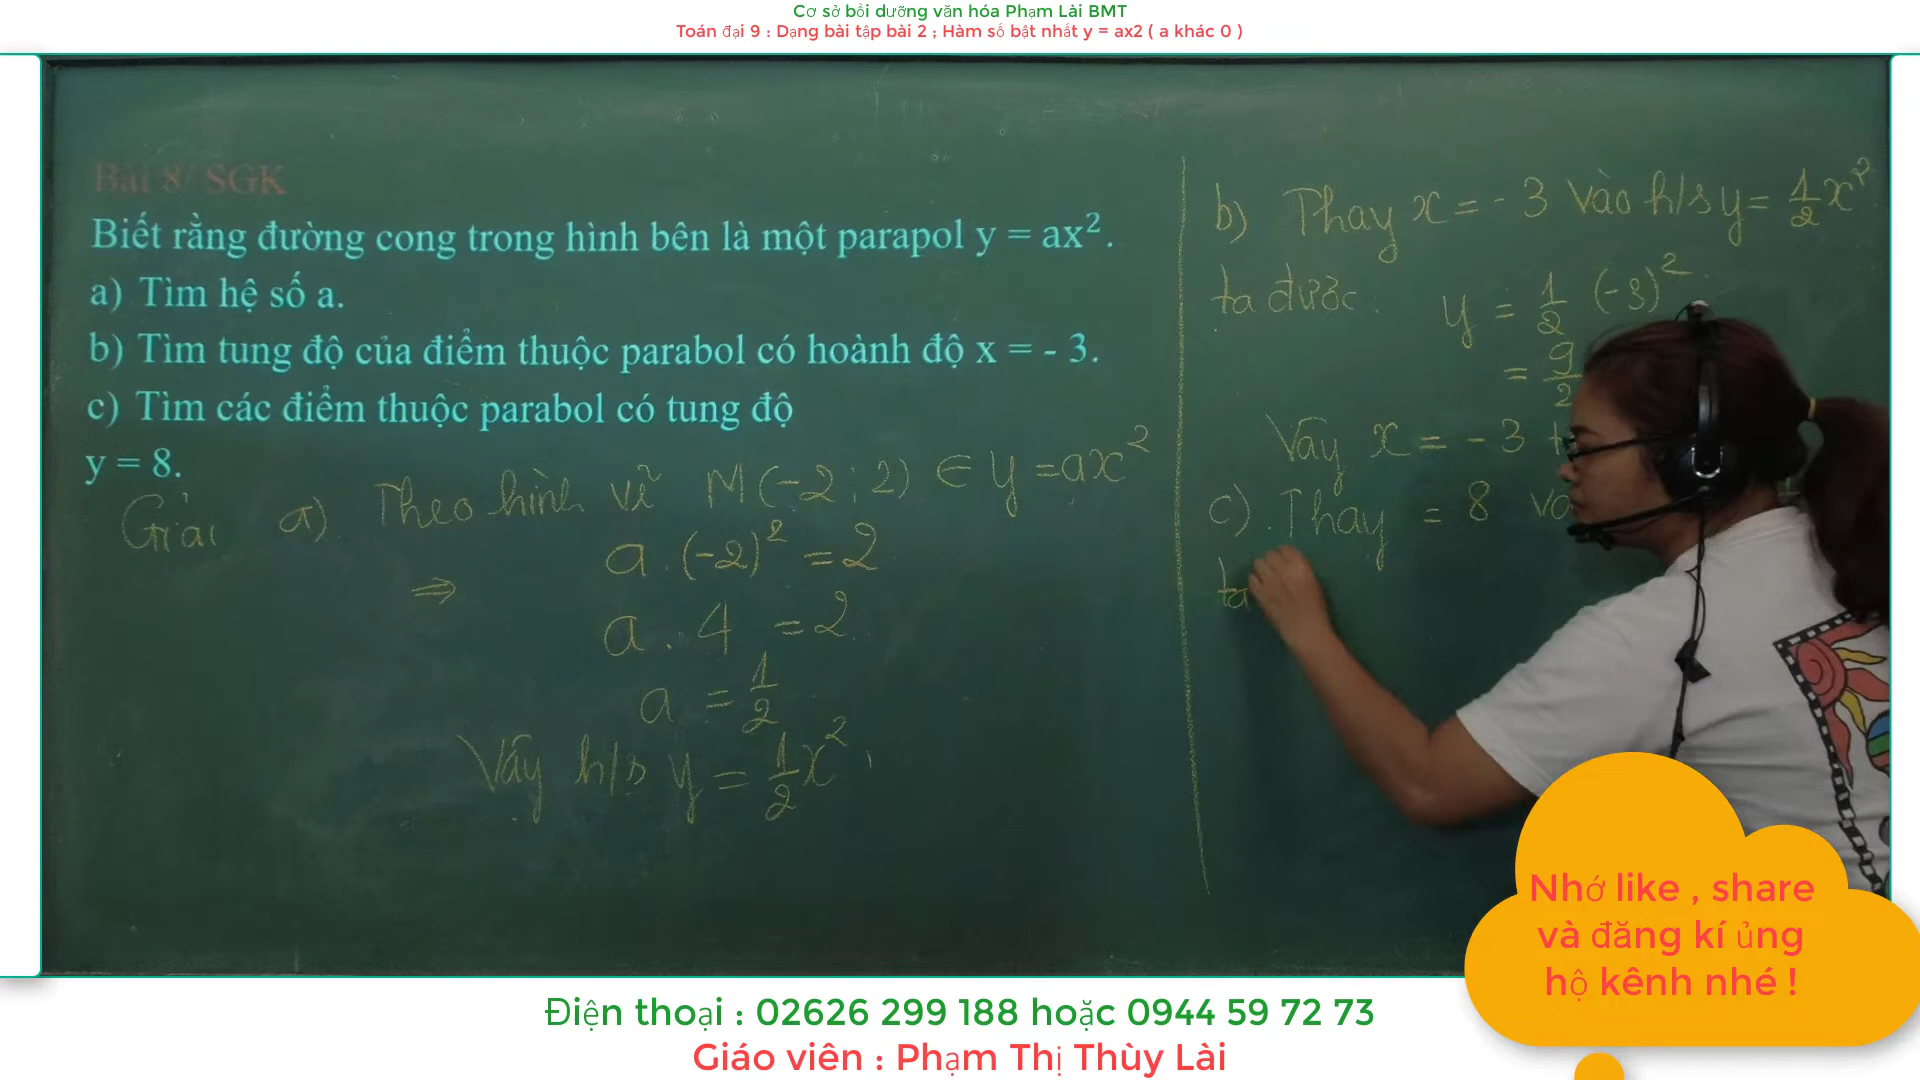 Cơ sở bồi dưỡng văn hóa Phạm Lài BMT
Toán đại 9 : Dạng bài tập bài 2 ; Hàm số bật nhất y = ax2 ( a khác 0 )
Bài 8/ SGK
Biết rằng đường cong trong hình bên là một parapol y = ax².
a) Tìm hệ số a.
b) Tìm tung độ của điểm thuộc parabol có hoành độ x = - 3.
c) Tìm các điểm thuộc parabol có tung độ
y = 8.
Giải a) Theo hình vẽ M(-2 ; 2) ∈ y = ax²
⇒ a . (-2)² = 2
a . 4 = 2
a = 1/2
Vậy h/s y = 1/2 x²
b) Thay x = - 3 vào h/s y = 1/2 x²
ta được. y = 1/2 (-3)²
= 9/2
Vậy x = - 3
c). Thay = 8
ta
Nhớ like , share
và đăng kí ủng
hộ kênh nhé !
Điện thoại : 02626 299 188 hoặc 0944 59 72 73
Giáo viên : Phạm Thị Thùy Lài